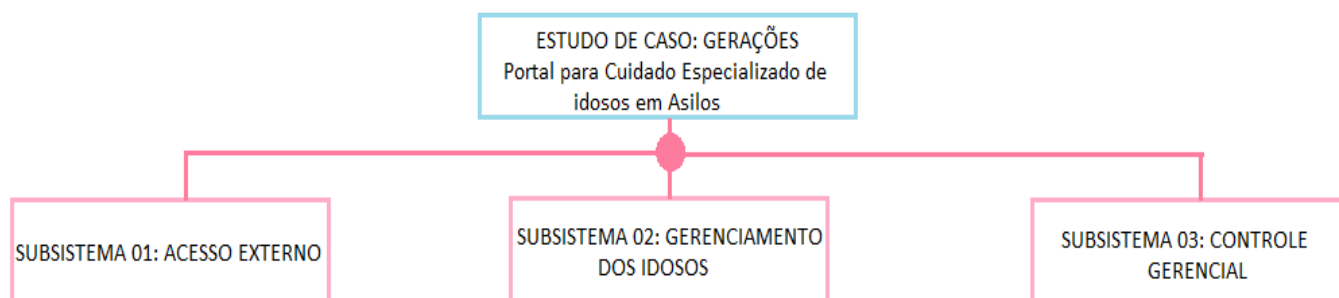 ESTUDO DE CASO: GERAÇÕES
Portal para Cuidado Especializado de
idosos em Asilos
SUBSISTEMA 01: ACESSO EXTERNO
SUBSISTEMA 02: GERENCIAMENTO
DOS IDOSOS
SUBSISTEMA 03: CONTROLE
GERENCIAL